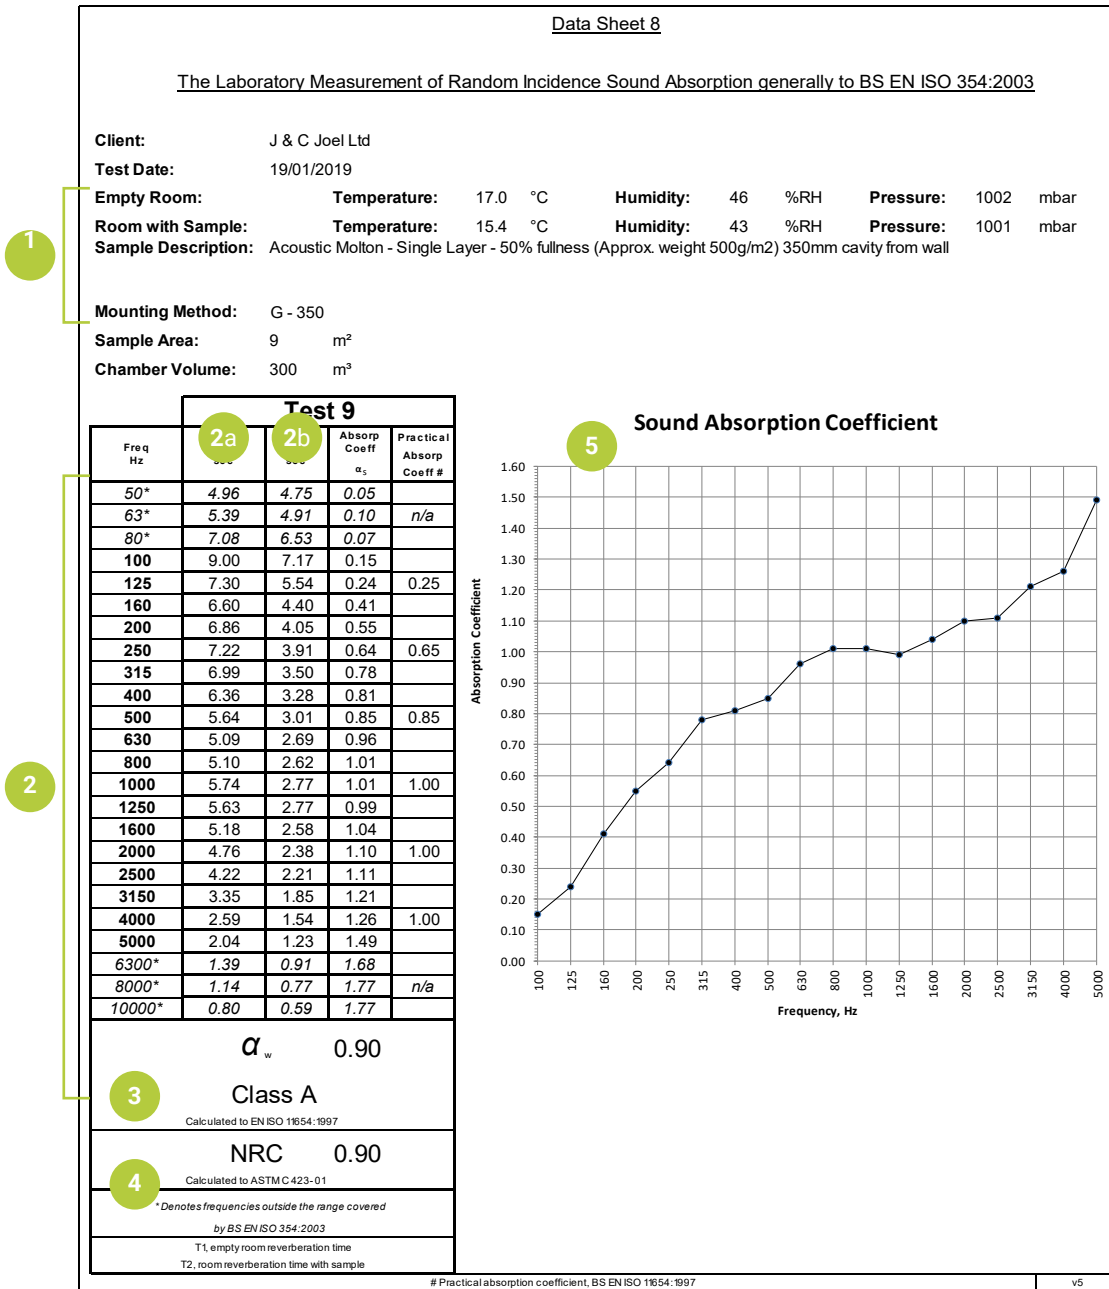 Data Sheet 8
The Laboratory Measurement of Random Incidence Sound Absorption generally to BS EN ISO 354:2003
Client: J & C Joel Ltd
Test Date: 19/01/2019
Empty Room: Temperature: 17.0 °C Humidity: 46 %RH Pressure: 1002 mbar
Room with Sample: Temperature: 15.4 °C Humidity: 43 %RH Pressure: 1001 mbar
1
Sample Description: Acoustic Molton - Single Layer - 50% fullness (Approx. weight 500g/m2) 350mm cavity from wall
Mounting Method: G - 350
Sample Area: 9 m²
Chamber Volume: 300 m³
Test 9
Freq Hz 2a 2b Absorp Coeff αs Practical Absorp Coeff #
50* 4.96 4.75 0.05
63* 5.39 4.91 0.10 n/a
80* 7.08 6.53 0.07
100 9.00 7.17 0.15
125 7.30 5.54 0.24 0.25
160 6.60 4.40 0.41
200 6.86 4.05 0.55
250 7.22 3.91 0.64 0.65
315 6.99 3.50 0.78
400 6.36 3.28 0.81
500 5.64 3.01 0.85 0.85
630 5.09 2.69 0.96
800 5.10 2.62 1.01
2
1000 5.74 2.77 1.01 1.00
1250 5.63 2.77 0.99
1600 5.18 2.58 1.04
2000 4.76 2.38 1.10 1.00
2500 4.22 2.21 1.11
3150 3.35 1.85 1.21
4000 2.59 1.54 1.26 1.00
5000 2.04 1.23 1.49
6300* 1.39 0.91 1.68
8000* 1.14 0.77 1.77 n/a
10000* 0.80 0.59 1.77
αw 0.90
3
Class A
Calculated to EN ISO 11654:1997
NRC 0.90
4
Calculated to ASTM C 423-01
* Denotes frequencies outside the range covered
by BS EN ISO 354:2003
T1, empty room reverberation time
T2, room reverberation time with sample
5
Sound Absorption Coefficient
Absorption Coefficient
1.60
1.50
1.40
1.30
1.20
1.10
1.00
0.90
0.80
0.70
0.60
0.50
0.40
0.30
0.20
0.10
0.00
100 125 160 200 250 315 400 500 630 800 1000 1250 1600 2000 2500 3150 4000 5000
Frequency, Hz
# Practical absorption coefficient, BS EN ISO 11654:1997 v5